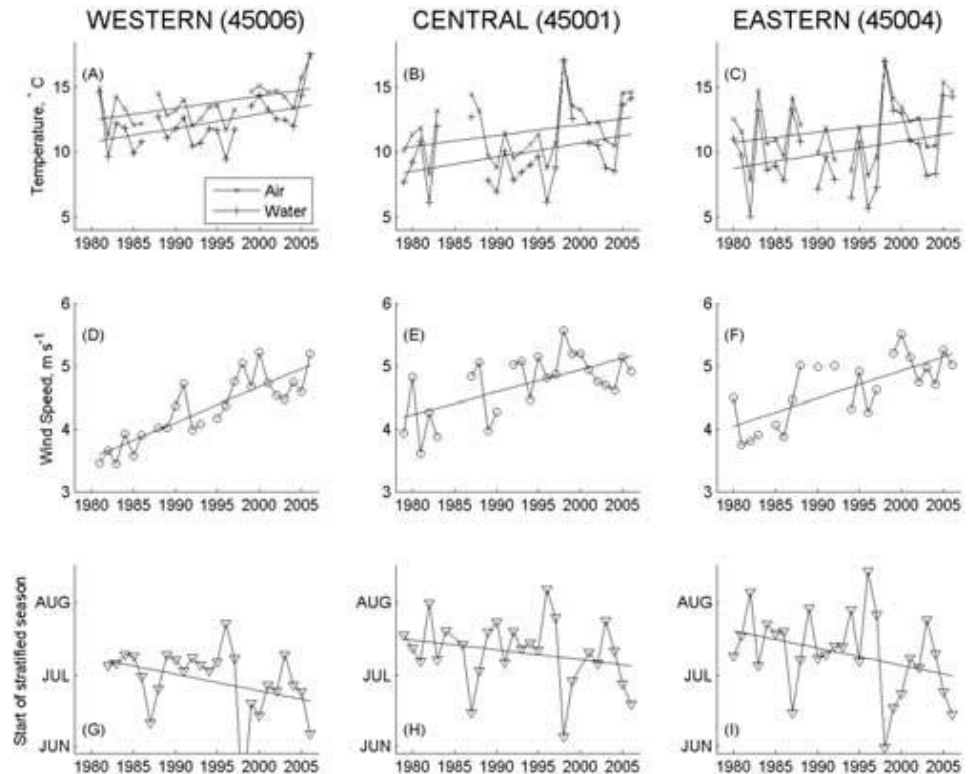 WESTERN (45006) CENTRAL (45001) EASTERN (45004)
Temperature, °C
15
10
5
(A)
Air
Water
1980 1985 1990 1995 2000 2005
15
10
5
(B)
1980 1985 1990 1995 2000 2005
15
10
5
(C)
1980 1985 1990 1995 2000 2005
Wind Speed, m s⁻¹
6
5
4
3
(D)
1980 1985 1990 1995 2000 2005
6
5
4
3
(E)
1980 1985 1990 1995 2000 2005
6
5
4
3
(F)
1980 1985 1990 1995 2000 2005
Start of stratified season
AUG
JUL
JUN
(G)
1980 1985 1990 1995 2000 2005
AUG
JUL
JUN
(H)
1980 1985 1990 1995 2000 2005
AUG
JUL
JUN
(I)
1980 1985 1990 1995 2000 2005